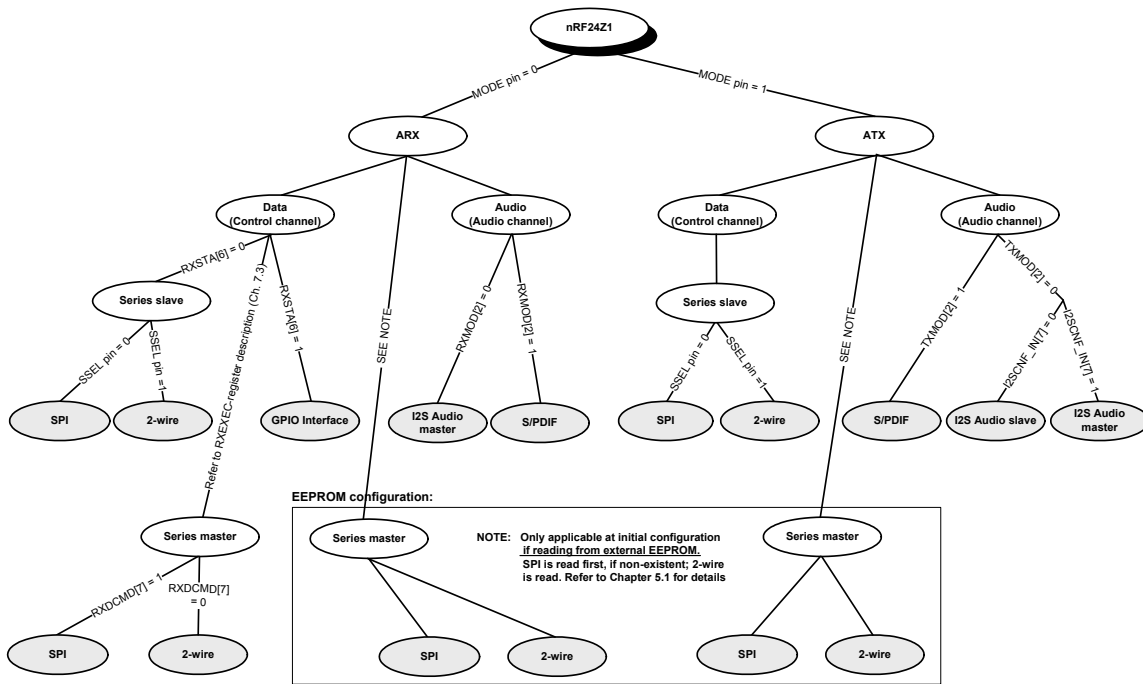 nRF24Z1
MODE pin = 0
MODE pin = 1
ARX
ATX
Data
(Control channel)
Audio
(Audio channel)
Data
(Control channel)
Audio
(Audio channel)
RXSTA[6] = 0
Refer to RXEXEC-register description (Ch. 7.3)
RXSTA[6] = 1
SEE NOTE
RXMOD[2] = 0
RXMOD[2] = 1
SEE NOTE
TXMOD[2] = 1
TXMOD[2] = 0
I2SCNF_IN[7] = 0
I2SCNF_IN[7] = 1
Series slave
Series slave
SSEL pin = 0
SSEL pin =1
SSEL pin = 0
SSEL pin =1
SPI
2-wire
GPIO Interface
I2S Audio
master
S/PDIF
SPI
2-wire
S/PDIF
I2S Audio slave
I2S Audio
master
EEPROM configuration:
Series master
Series master
NOTE: Only applicable at initial configuration
if reading from external EEPROM.
SPI is read first, if non-existent; 2-wire
is read. Refer to Chapter 5.1 for details
Series master
RXDCMD[7] = 1
RXDCMD[7]
= 0
SPI
2-wire
SPI
2-wire
SPI
2-wire